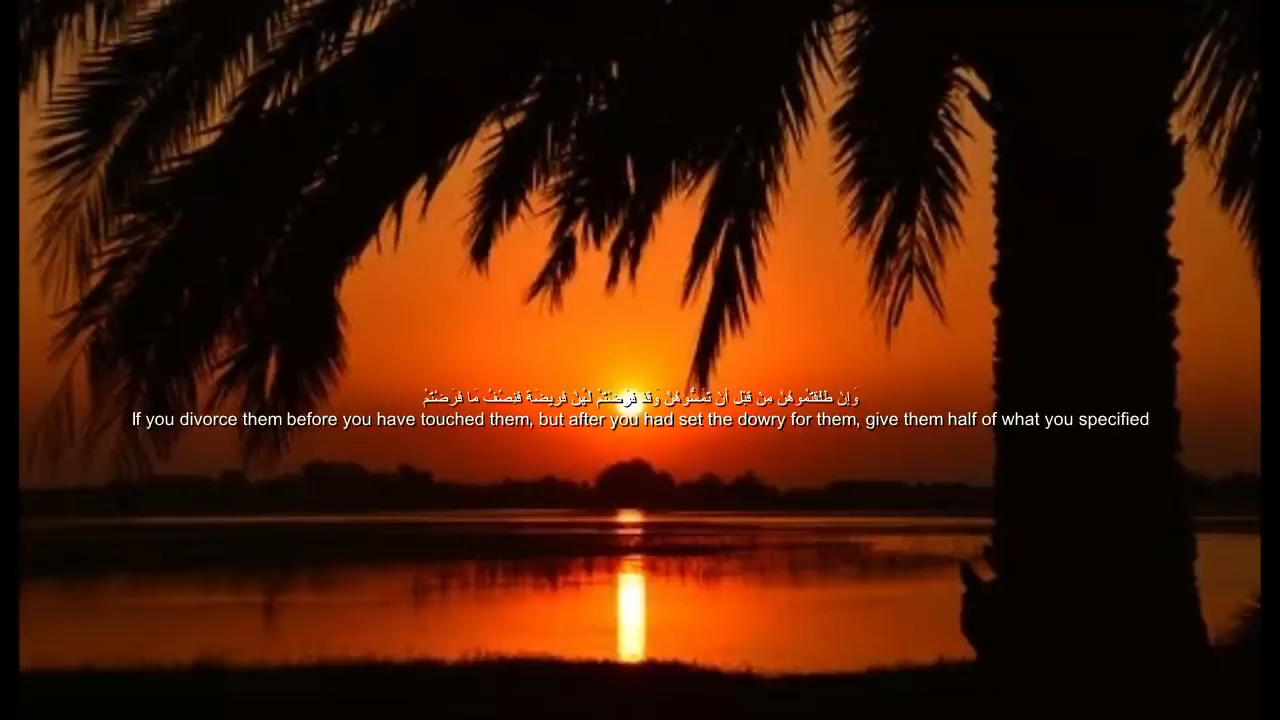 وَإِن طَلَّقْتُمُوهُنَّ مِن قَبْلِ أَن تَمَسُّوهُنَّ وَقَدْ فَرَضْتُمْ لَهُنَّ فَرِيضَةً فَنِصْفُ مَا فَرَضْتُمْ
If you divorce them before you have touched them, but after you had set the dowry for them, give them half of what you specified